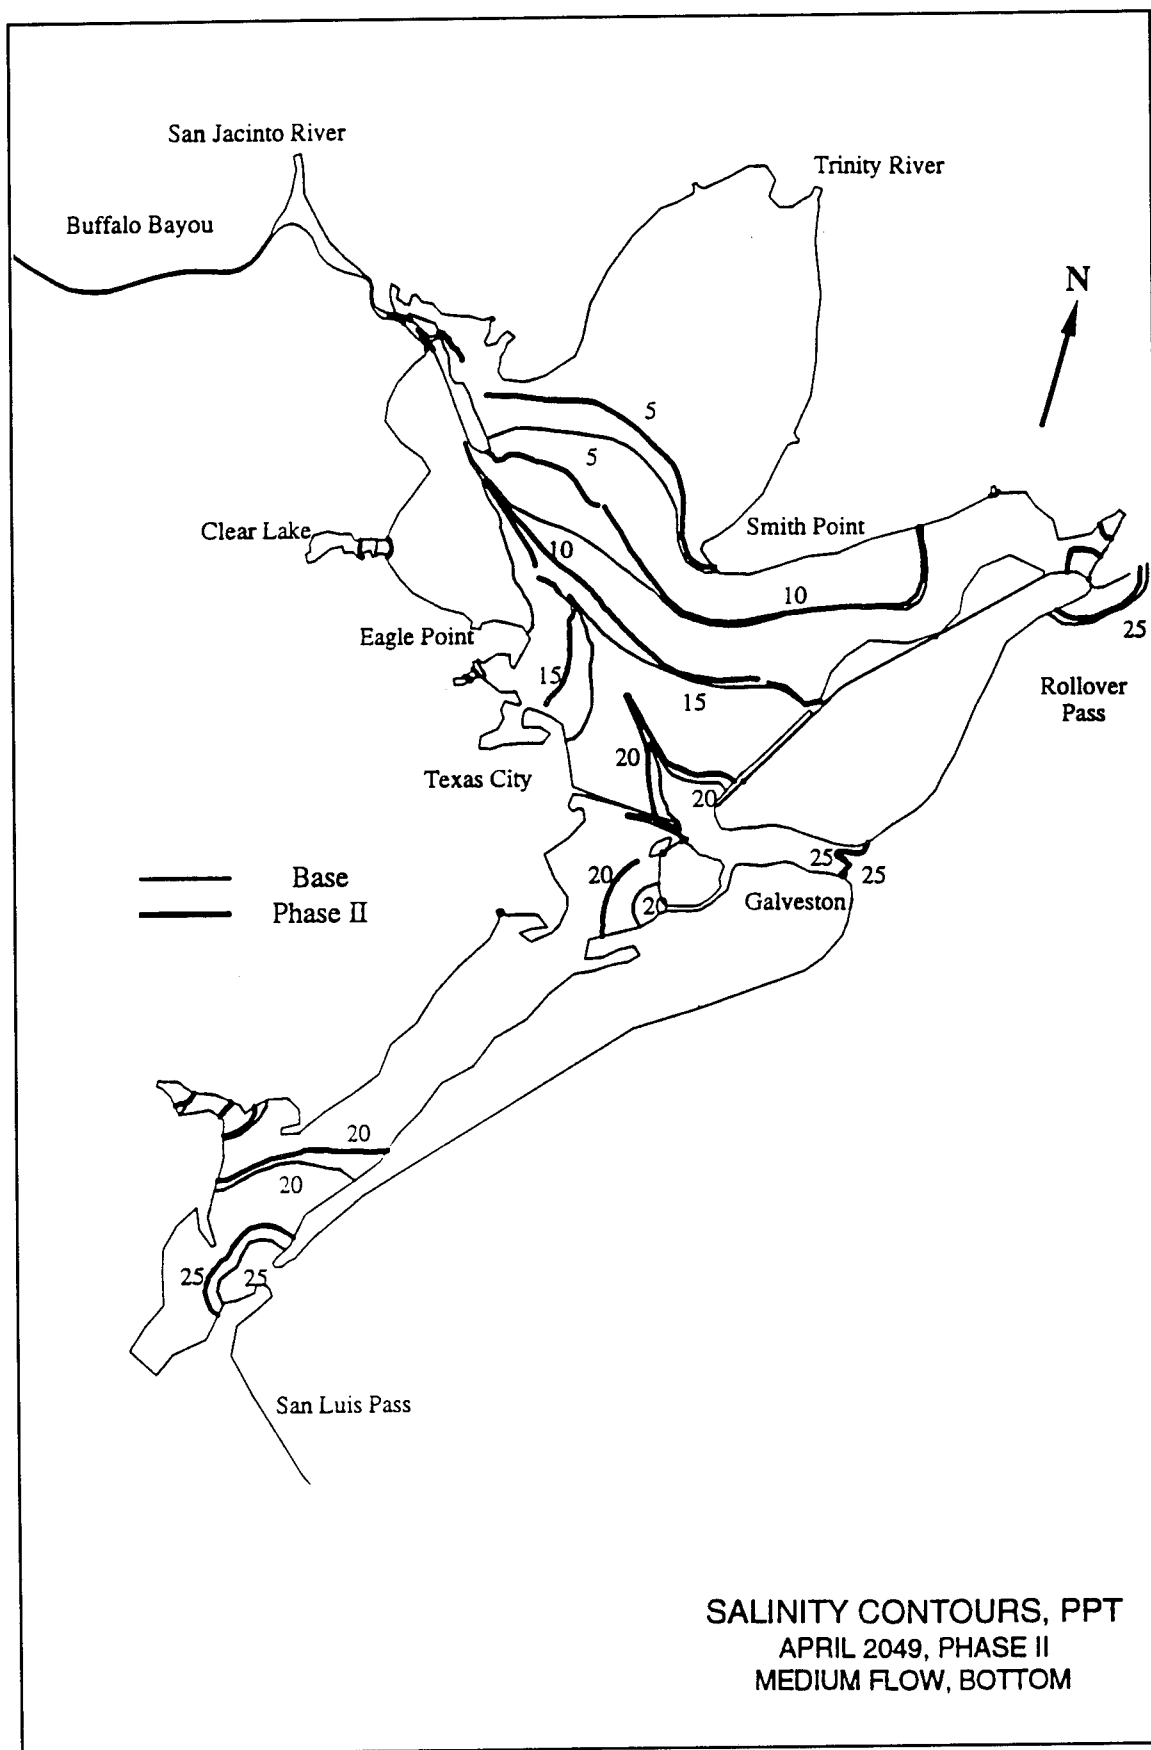 San Jacinto River
Trinity River
Buffalo Bayou
N
5
5
Clear Lake
Smith Point
10
10
Eagle Point
25
15
Rollover
Pass
15
20
Texas City
20
25
25
20
Base
20
Galveston
Phase II
20
20
25
25
San Luis Pass
SALINITY CONTOURS, PPT
APRIL 2049, PHASE II
MEDIUM FLOW, BOTTOM